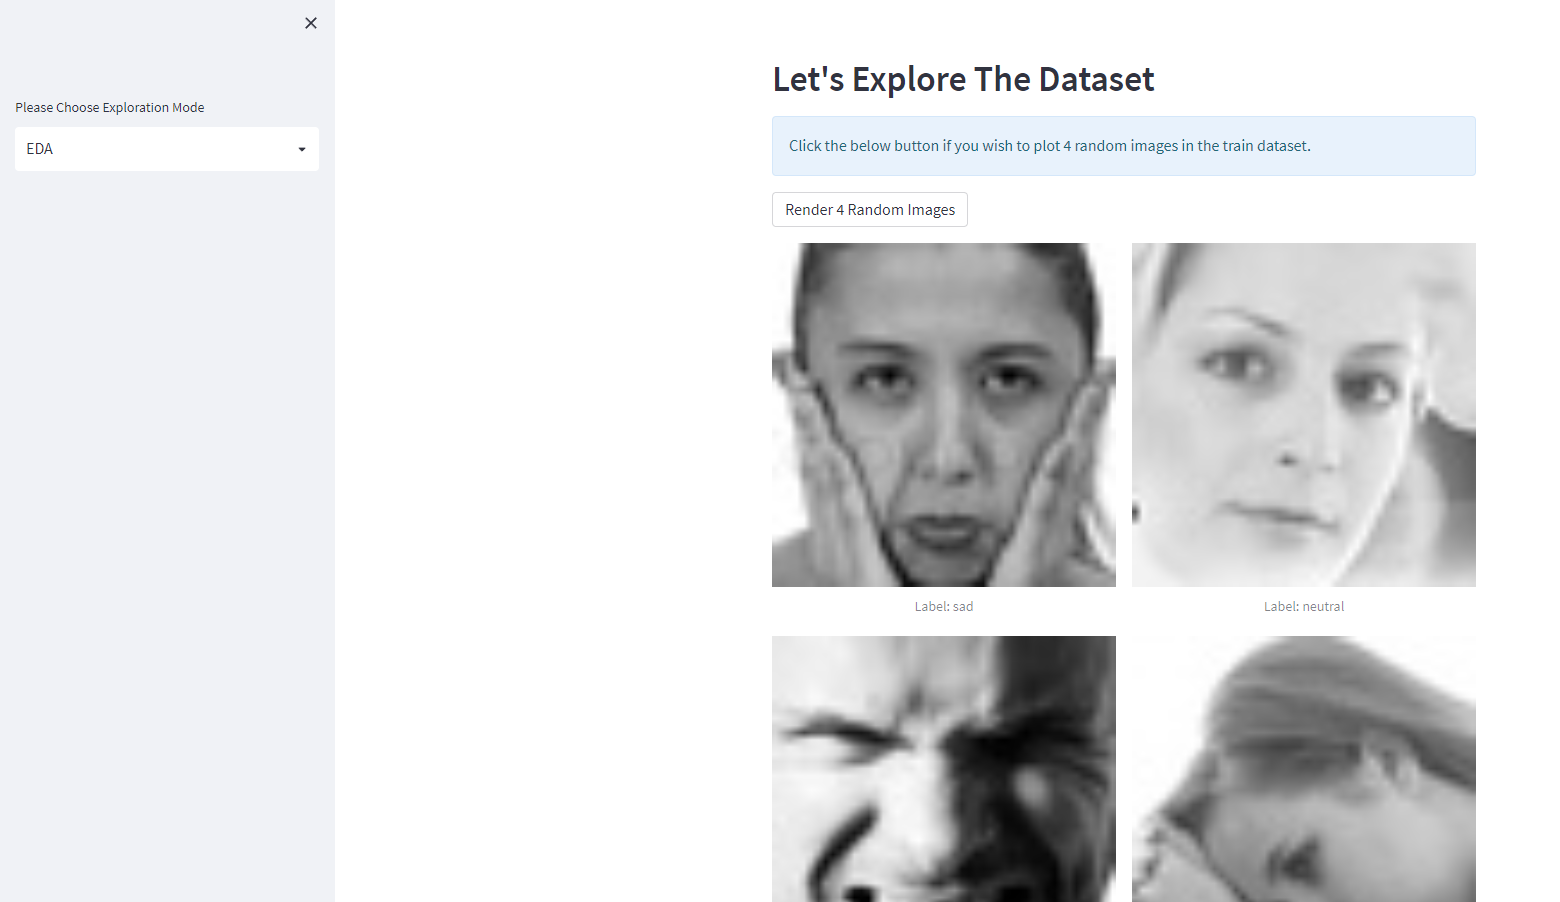 Please Choose Exploration Mode
EDA
Let's Explore The Dataset
Click the below button if you wish to plot 4 random images in the train dataset.
Render 4 Random Images
Label: sad
Label: neutral